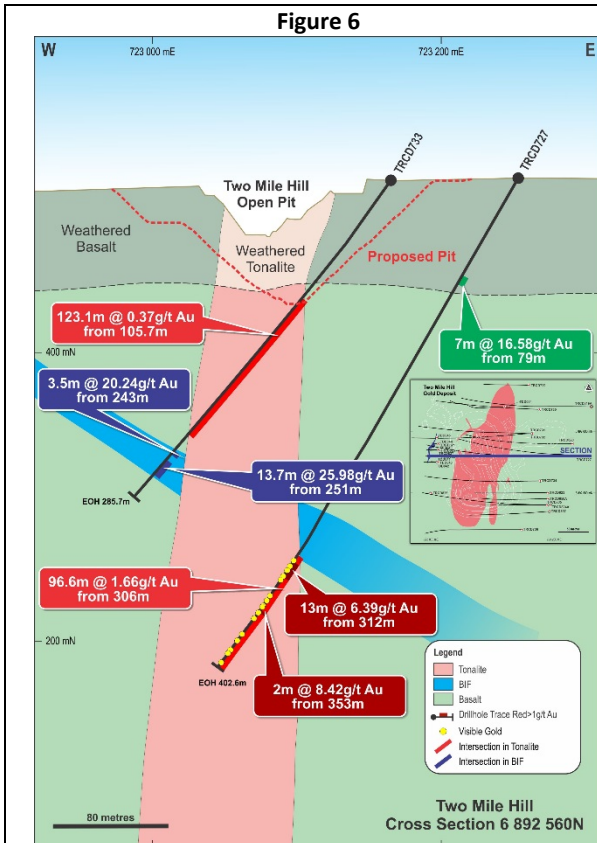 Figure 6
W
723 000 mE
723 200 mE
E
TRCD733
TRCD727
Two Mile Hill
Open Pit
Weathered
Basalt
Weathered
Tonalite
Proposed Pit
123.1m @ 0.37g/t Au
from 105.7m
7m @ 16.58g/t Au
from 79m
400 mN
3.5m @ 20.24g/t Au
from 243m
Two Mile Hill
Gold Deposit
SECTION
13.7m @ 25.98g/t Au
from 251m
EOH 285.7m
96.6m @ 1.66g/t Au
from 306m
13m @ 6.39g/t Au
from 312m
200 mN
EOH 402.6m
2m @ 8.42g/t Au
from 353m
Legend
Tonalite
BIF
Basalt
Drillhole Trace Red>1g/t Au
Visible Gold
Intersection in Tonalite
Intersection in BIF
80 metres
Two Mile Hill
Cross Section 6 892 560N